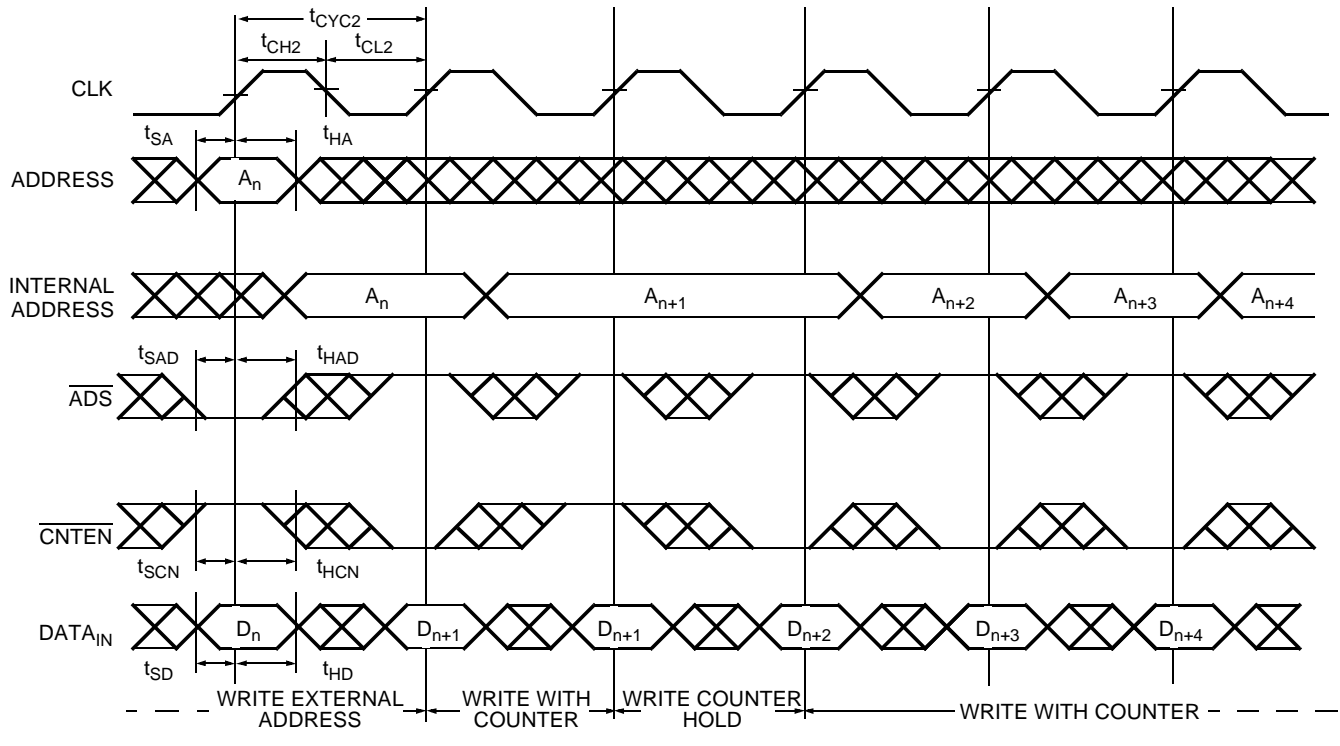 tCYC2
tCH2 tCL2
CLK
tSA tHA
ADDRESS An
INTERNAL
ADDRESS An An+1 An+2 An+3 An+4
tSAD tHAD
ADS
CNTEN
tSCN tHCN
DATAIN Dn Dn+1 Dn+1 Dn+2 Dn+3 Dn+4
tSD tHD
WRITE EXTERNAL
ADDRESS
WRITE WITH
COUNTER
WRITE COUNTER
HOLD
WRITE WITH COUNTER